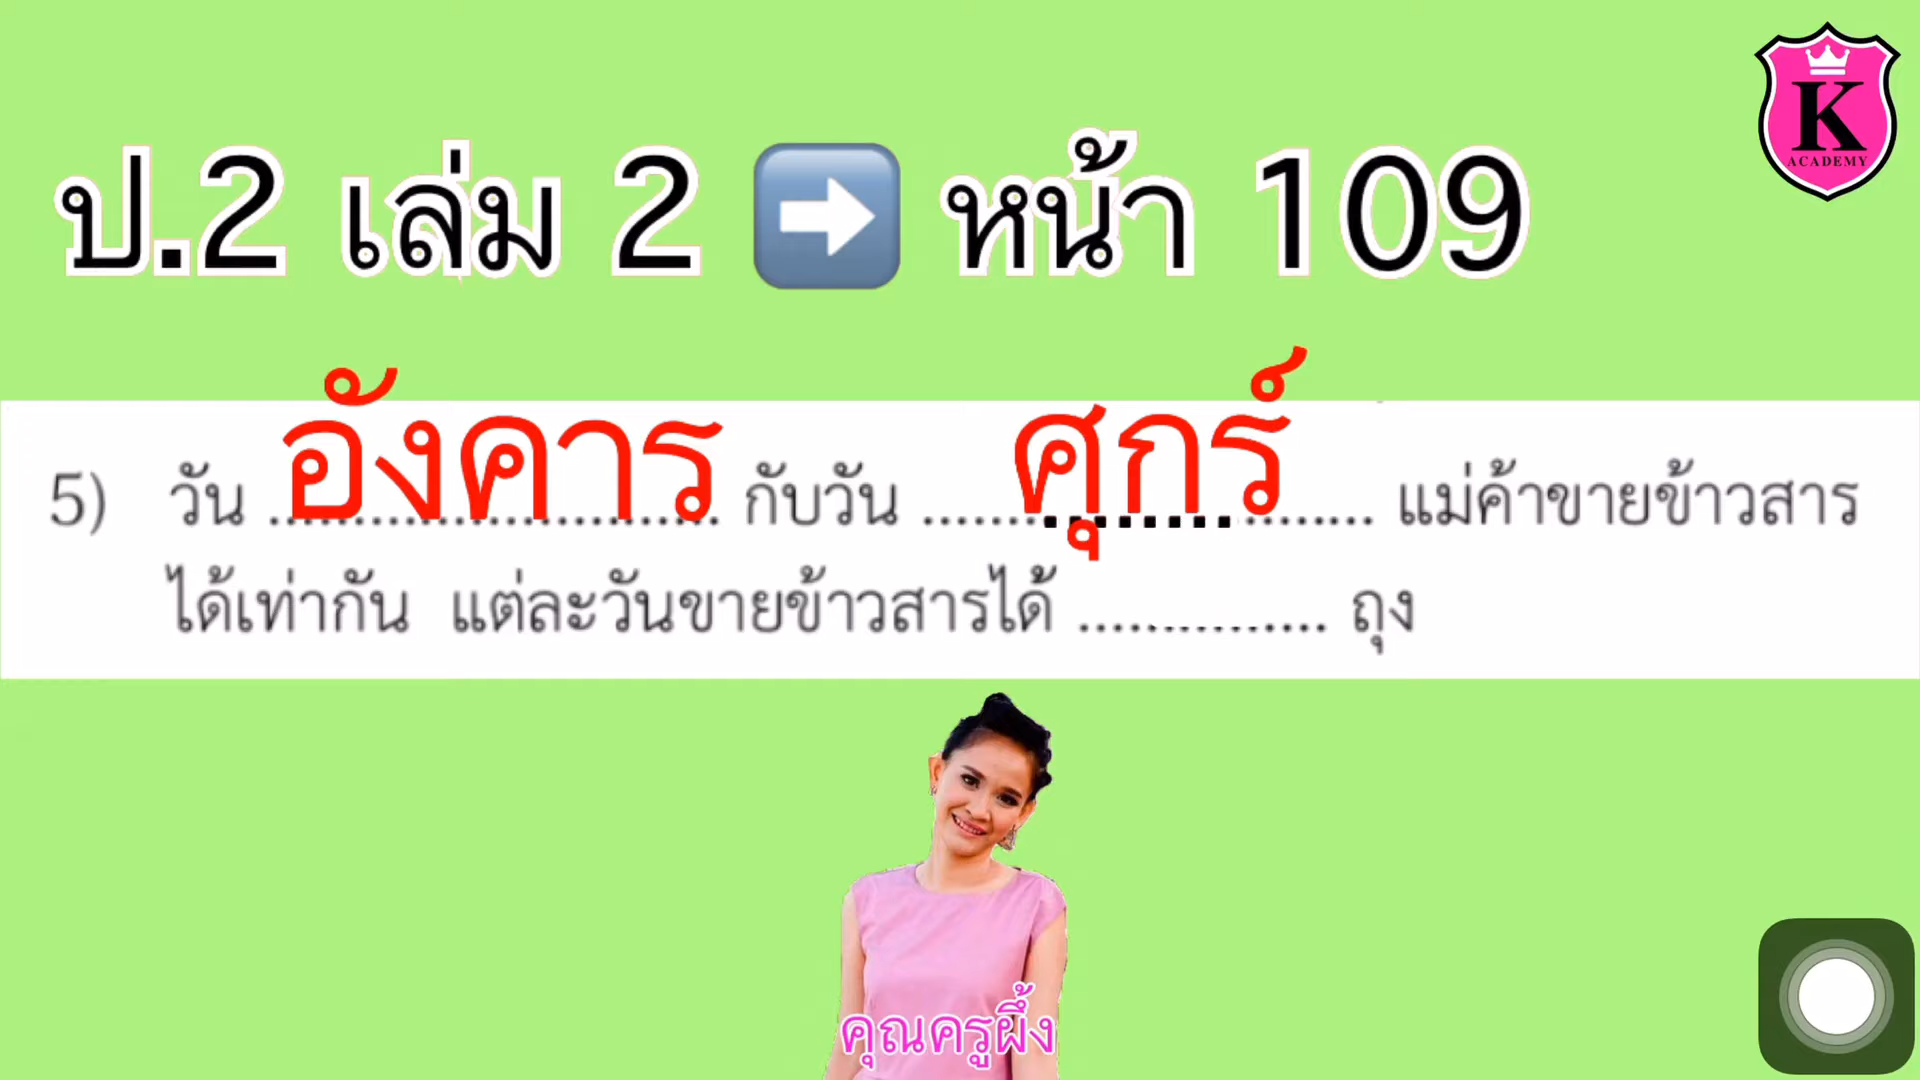 K
ACADEMY
ป.2 เล่ม 2 ➡ หน้า 109
5) วัน อังคาร กับวัน ศุกร์ แม่ค้าขายข้าวสาร
ได้เท่ากัน แต่ละวันขายข้าวสารได้ ............... ถุง
คุณครูผึ้ง